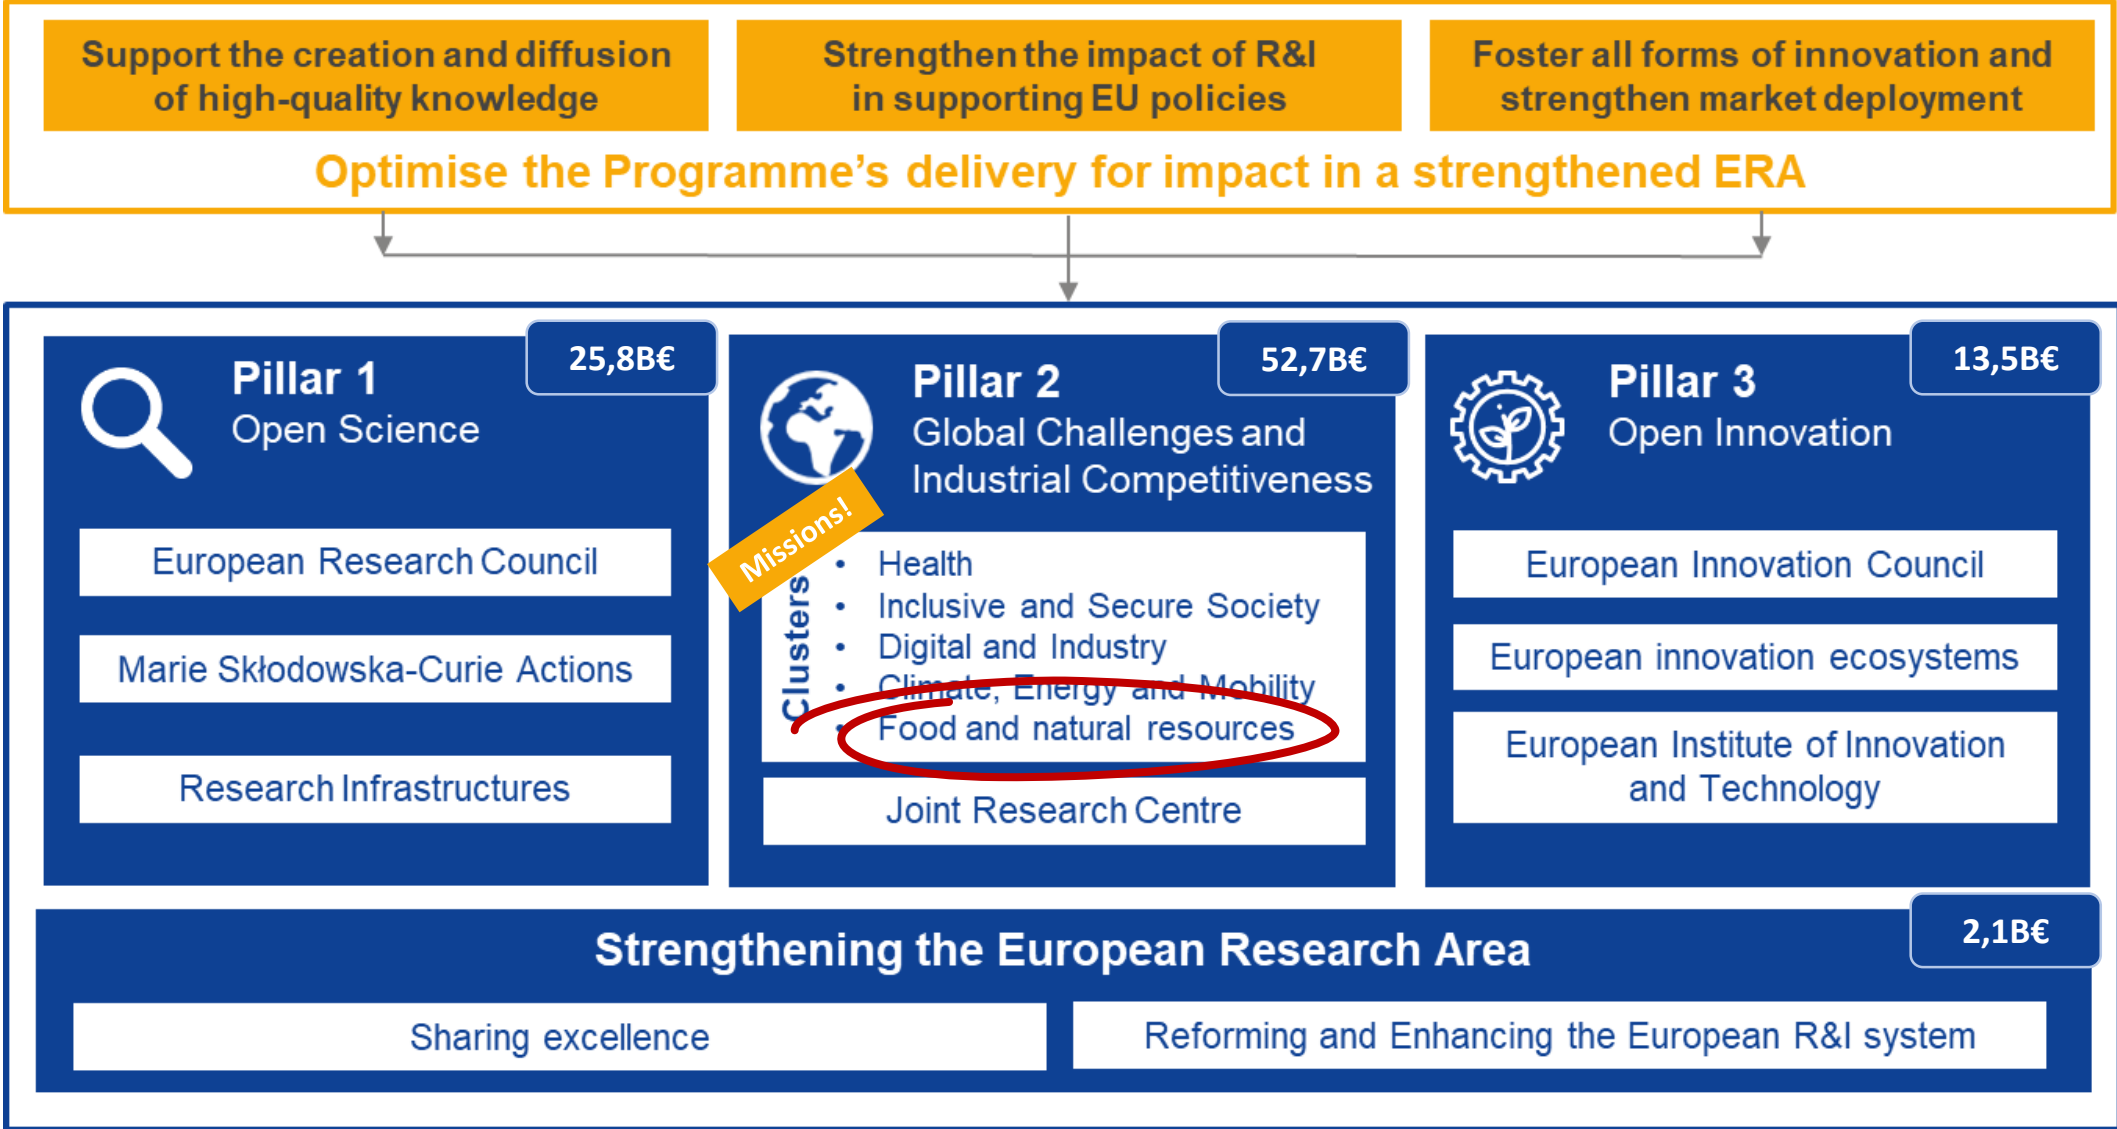 Support the creation and diffusion
of high-quality knowledge
Strengthen the impact of R&I
in supporting EU policies
Foster all forms of innovation and
strengthen market deployment
Optimise the Programme's delivery for impact in a strengthened ERA
25,8B€
Pillar 1
Open Science
European Research Council
Marie Skłodowska-Curie Actions
Research Infrastructures
52,7B€
Pillar 2
Global Challenges and
Industrial Competitiveness
Missions!
Clusters
• Health
• Inclusive and Secure Society
• Digital and Industry
• Climate, Energy and Mobility
• Food and natural resources
Joint Research Centre
13,5B€
Pillar 3
Open Innovation
European Innovation Council
European innovation ecosystems
European Institute of Innovation
and Technology
2,1B€
Strengthening the European Research Area
Sharing excellence
Reforming and Enhancing the European R&I system